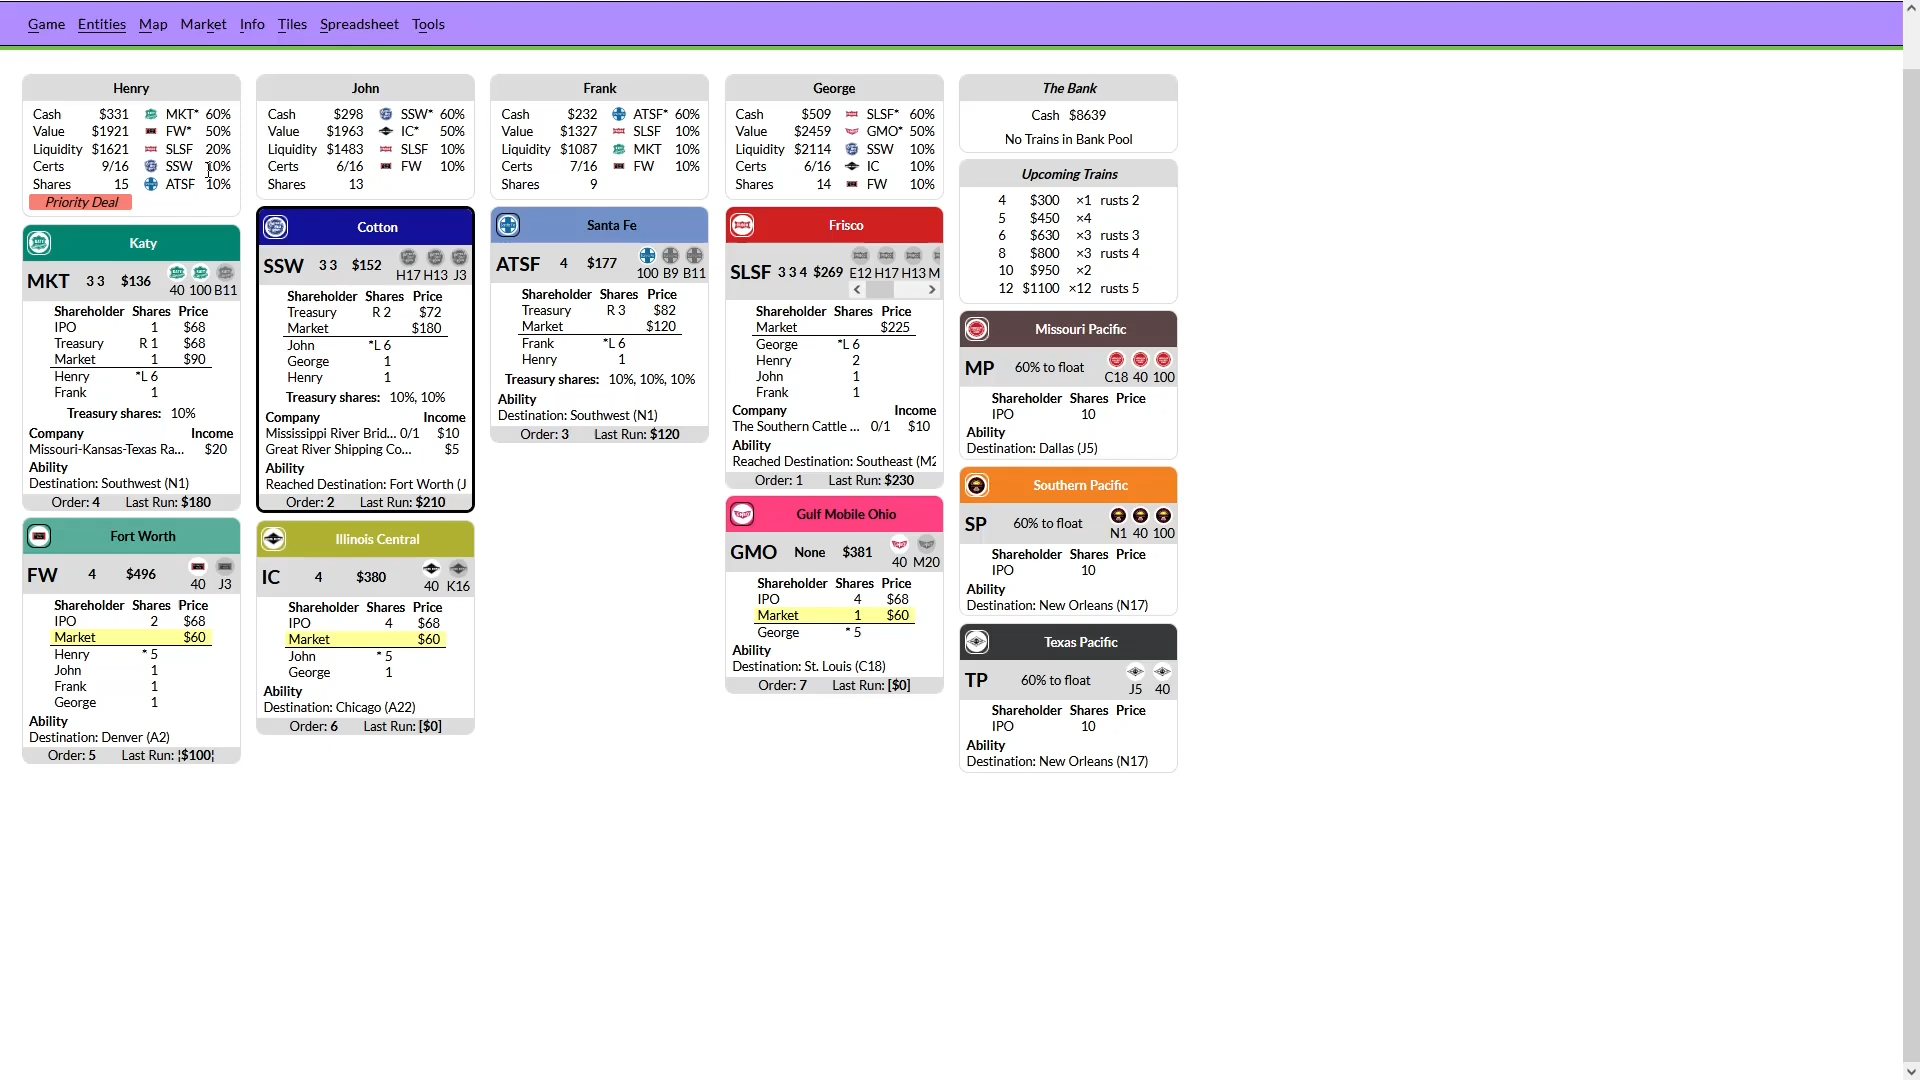 Game Entities Map Market Info Tiles Spreadsheet Tools
Henry
Cash $331 MKT* 60%
Value $1921 FW* 50%
Liquidity $1621 SLSF 20%
Certs 9/16 SSW 10%
Shares 15 ATSF 10%
Priority Deal
Katy
MKT 3 3 $136 40 100 B11
Shareholder Shares Price
IPO 1 $68
Treasury R 1 $68
Market 1 $90
Henry *L 6
Frank 1
Treasury shares: 10%
Company Income
Missouri-Kansas-Texas Ra... $20
Ability
Destination: Southwest (N1)
Order: 4 Last Run: $180
Fort Worth
FW 4 $496 40 J3
Shareholder Shares Price
IPO 2 $68
Market $60
Henry * 5
John 1
Frank 1
George 1
Ability
Destination: Denver (A2)
Order: 5 Last Run: ¦$100¦
John
Cash $298 SSW* 60%
Value $1963 IC* 50%
Liquidity $1483 SLSF 10%
Certs 6/16 FW 10%
Shares 13
Cotton
SSW 3 3 $152 H17 H13 J3
Shareholder Shares Price
Treasury R 2 $72
Market $180
John *L 6
George 1
Henry 1
Treasury shares: 10%, 10%
Company Income
Mississippi River Brid... 0/1 $10
Great River Shipping Co... $5
Ability
Reached Destination: Fort Worth (J
Order: 2 Last Run: $210
Illinois Central
IC 4 $380 40 K16
Shareholder Shares Price
IPO 4 $68
Market $60
John * 5
George 1
Ability
Destination: Chicago (A22)
Order: 6 Last Run: [$0]
Frank
Cash $232 ATSF* 60%
Value $1327 SLSF 10%
Liquidity $1087 MKT 10%
Certs 7/16 FW 10%
Shares 9
Santa Fe
ATSF 4 $177 100 B9 B11
Shareholder Shares Price
Treasury R 3 $82
Market $120
Frank *L 6
Henry 1
Treasury shares: 10%, 10%, 10%
Ability
Destination: Southwest (N1)
Order: 3 Last Run: $120
George
Cash $509 SLSF* 60%
Value $2459 GMO* 50%
Liquidity $2114 SSW 10%
Certs 6/16 IC 10%
Shares 14 FW 10%
Frisco
SLSF 3 3 4 $269 E12 H17 H13 M
Shareholder Shares Price
Market $225
George *L 6
Henry 2
John 1
Frank 1
Company Income
The Southern Cattle ... 0/1 $10
Ability
Reached Destination: Southeast (M2
Order: 1 Last Run: $230
Gulf Mobile Ohio
GMO None $381 40 M20
Shareholder Shares Price
IPO 4 $68
Market 1 $60
George * 5
Ability
Destination: St. Louis (C18)
Order: 7 Last Run: [$0]
The Bank
Cash $8639
No Trains in Bank Pool
Upcoming Trains
4 $300 ×1 rusts 2
5 $450 ×4
6 $630 ×3 rusts 3
8 $800 ×3 rusts 4
10 $950 ×2
12 $1100 ×12 rusts 5
Missouri Pacific
MP 60% to float C18 40 100
Shareholder Shares Price
IPO 10
Ability
Destination: Dallas (J5)
Southern Pacific
SP 60% to float N1 40 100
Shareholder Shares Price
IPO 10
Ability
Destination: New Orleans (N17)
Texas Pacific
TP 60% to float J5 40
Shareholder Shares Price
IPO 10
Ability
Destination: New Orleans (N17)